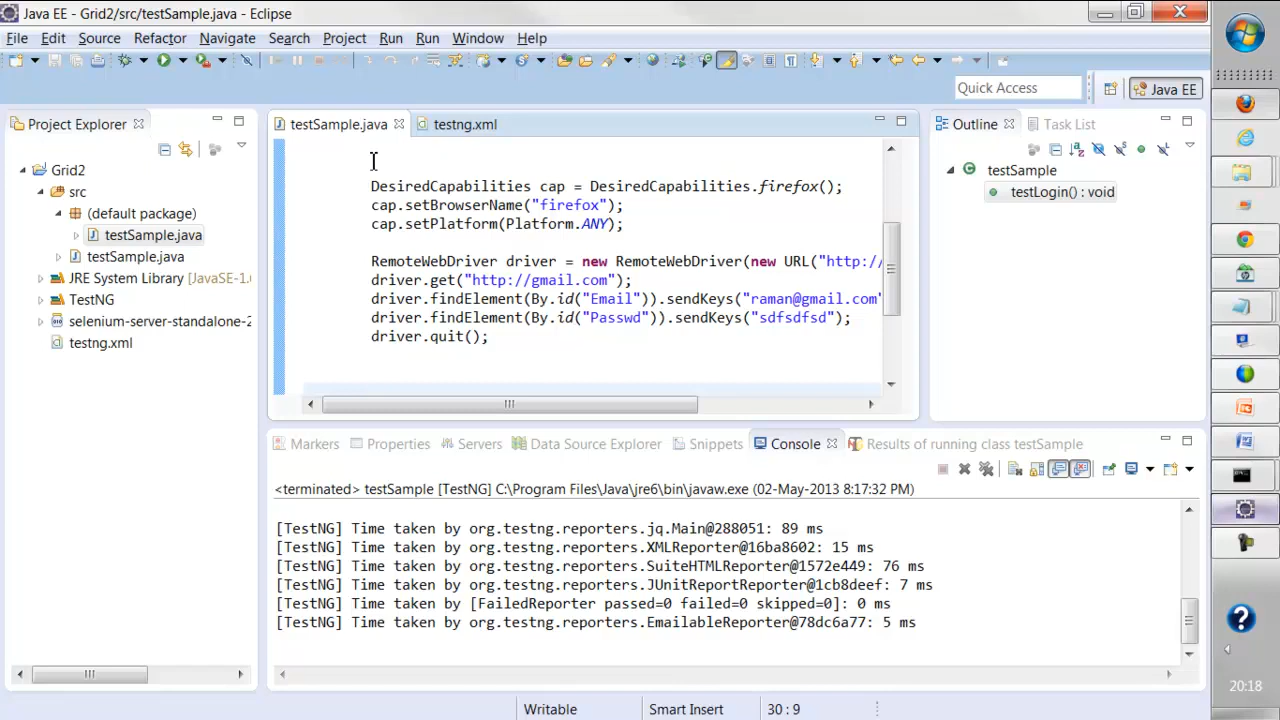 Java EE - Grid2/src/testSample.java - Eclipse
File Edit Source Refactor Navigate Search Project Run Run Window Help
Quick Access
Java EE
Project Explorer
Grid2
src
(default package)
testSample.java
testSample.java
JRE System Library [JavaSE-1.
TestNG
selenium-server-standalone-2
testng.xml
testSample.java
testng.xml
DesiredCapabilities cap = DesiredCapabilities.firefox();
cap.setBrowserName("firefox");
cap.setPlatform(Platform.ANY);
RemoteWebDriver driver = new RemoteWebDriver(new URL("http:/
driver.get("http://gmail.com");
driver.findElement(By.id("Email")).sendKeys("raman@gmail.com"
driver.findElement(By.id("Passwd")).sendKeys("sdfsdfsd");
driver.quit();
Outline
Task List
testSample
testLogin() : void
Markers Properties Servers Data Source Explorer Snippets Console Results of running class testSample
<terminated> testSample [TestNG] C:\Program Files\Java\jre6\bin\javaw.exe (02-May-2013 8:17:32 PM)
[TestNG] Time taken by org.testng.reporters.jq.Main@288051: 89 ms
[TestNG] Time taken by org.testng.reporters.XMLReporter@16ba8602: 15 ms
[TestNG] Time taken by org.testng.reporters.SuiteHTMLReporter@1572e449: 76 ms
[TestNG] Time taken by org.testng.reporters.JUnitReportReporter@1cb8deef: 7 ms
[TestNG] Time taken by [FailedReporter passed=0 failed=0 skipped=0]: 0 ms
[TestNG] Time taken by org.testng.reporters.EmailableReporter@78dc6a77: 5 ms
Writable
Smart Insert
30 : 9
20:18